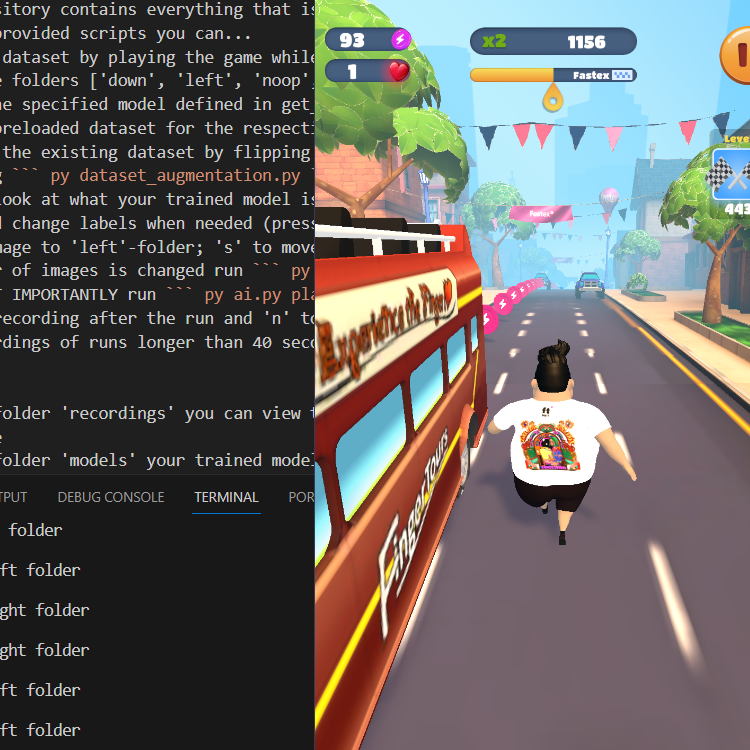 sitory contains everything that is
provided scripts you can...
dataset by playing the game while
e folders ['down', 'left', 'noop',
he specified model defined in get_
preloaded dataset for the respecti
the existing dataset by flipping
g ``` py dataset_augmentation.py `
look at what your trained model is
d change labels when needed (press
mage to 'left'-folder; 's' to move
r of images is changed run ``` py
T IMPORTANTLY run ``` py ai.py pla
recording after the run and 'n' to
rdings of runs longer than 40 seco
folder 'recordings' you can view t
e
folder 'models' your trained model
TPUT DEBUG CONSOLE TERMINAL POR
folder
ft folder
ght folder
ght folder
ft folder
ft folder
93
1
x2 1156
Fastex
Level
443
Fastex
Experience the Finger
FingerTours